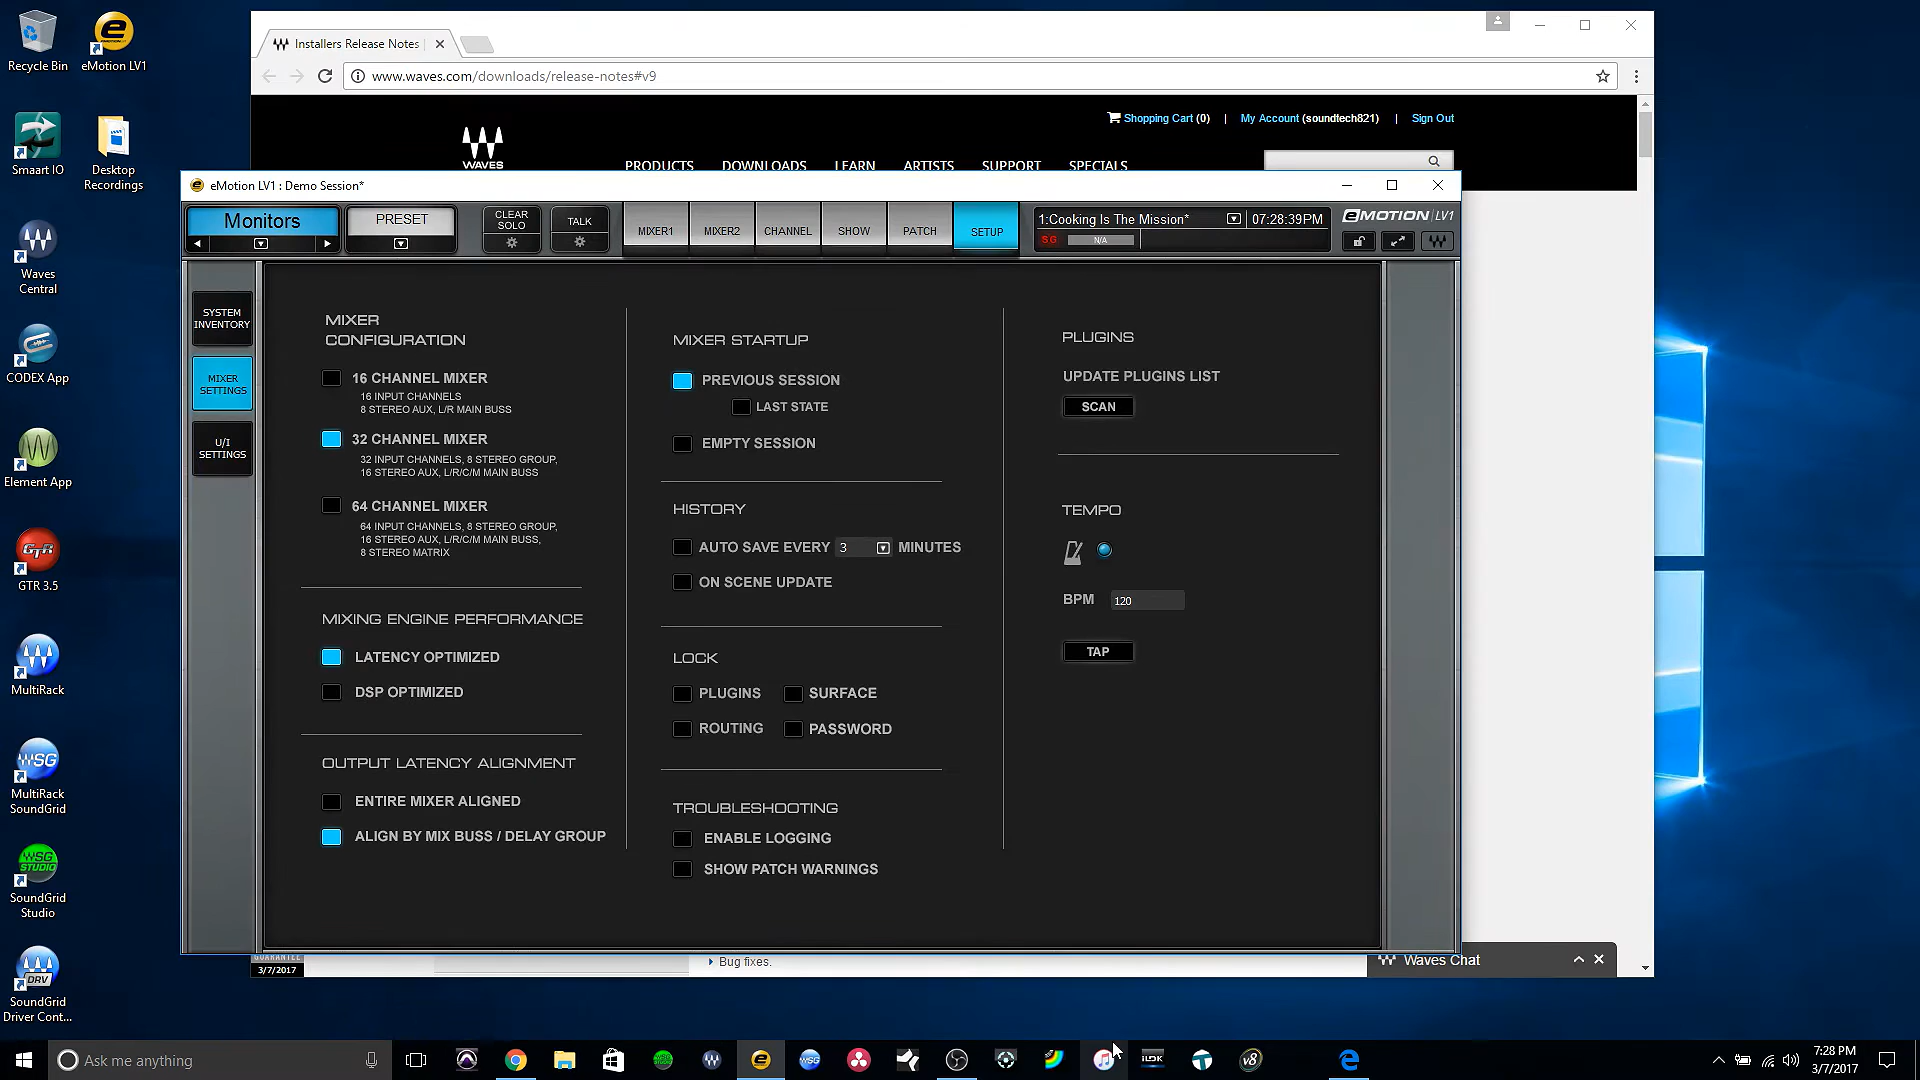 Recycle Bin
eMotion LV1
Smaart IO
Desktop
Recordings
Waves
Central
CODEX App
Element App
GTR 3.5
MultiRack
MultiRack
SoundGrid
SoundGrid
Studio
SoundGrid
Driver Cont...
Installers Release Notes
www.waves.com/downloads/release-notes#v9
Shopping Cart (0) | My Account (soundtech821) | Sign Out
WAVES
PRODUCTS DOWNLOADS LEARN ARTISTS SUPPORT SPECIALS
eMotion LV1 : Demo Session*
Monitors
PRESET
CLEAR
SOLO
TALK
MIXER1
MIXER2
CHANNEL
SHOW
PATCH
SETUP
1:Cooking Is The Mission*
07:28:39PM
SG
N/A
eMOTION LV1
SYSTEM
INVENTORY
MIXER
SETTINGS
U/I
SETTINGS
MIXER
CONFIGURATION
16 CHANNEL MIXER
16 INPUT CHANNELS
8 STEREO AUX, L/R MAIN BUSS
32 CHANNEL MIXER
32 INPUT CHANNELS, 8 STEREO GROUP,
16 STEREO AUX, L/R/C/M MAIN BUSS
64 CHANNEL MIXER
64 INPUT CHANNELS, 8 STEREO GROUP,
16 STEREO AUX, L/R/C/M MAIN BUSS,
8 STEREO MATRIX
MIXING ENGINE PERFORMANCE
LATENCY OPTIMIZED
DSP OPTIMIZED
OUTPUT LATENCY ALIGNMENT
ENTIRE MIXER ALIGNED
ALIGN BY MIX BUSS / DELAY GROUP
MIXER STARTUP
PREVIOUS SESSION
LAST STATE
EMPTY SESSION
HISTORY
AUTO SAVE EVERY 3 MINUTES
ON SCENE UPDATE
LOCK
PLUGINS SURFACE
ROUTING PASSWORD
TROUBLESHOOTING
ENABLE LOGGING
SHOW PATCH WARNINGS
PLUGINS
UPDATE PLUGINS LIST
SCAN
TEMPO
BPM 120
TAP
GUARANTEE
3/7/2017
Bug fixes.
Waves Chat
Ask me anything
7:28 PM
3/7/2017